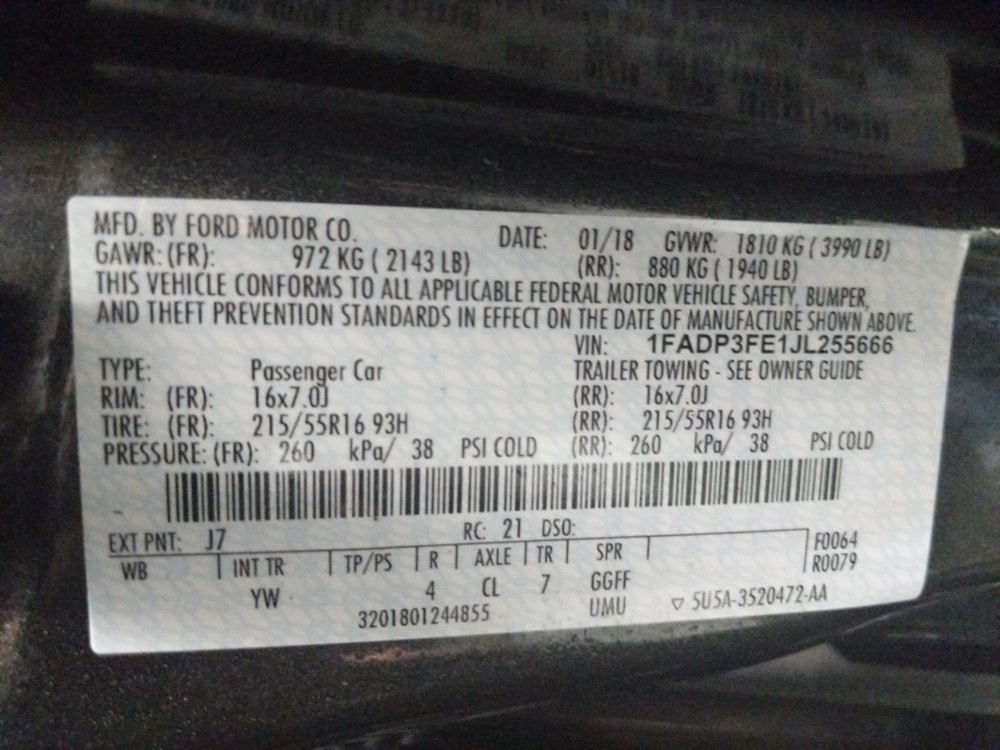 MFD. BY FORD MOTOR CO. DATE: 01/18 GVWR: 1810 KG ( 3990 LB)
GAWR: (FR): 972 KG ( 2143 LB) (RR): 880 KG ( 1940 LB)
THIS VEHICLE CONFORMS TO ALL APPLICABLE FEDERAL MOTOR VEHICLE SAFETY, BUMPER,
AND THEFT PREVENTION STANDARDS IN EFFECT ON THE DATE OF MANUFACTURE SHOWN ABOVE.
VIN: 1FADP3FE1JL255666
TYPE: Passenger Car TRAILER TOWING - SEE OWNER GUIDE
RIM: (FR): 16x7.0J (RR): 16x7.0J
TIRE: (FR): 215/55R16 93H (RR): 215/55R16 93H
PRESSURE: (FR): 260 kPa/ 38 PSI COLD (RR): 260 kPa/ 38 PSI COLD
EXT PNT: J7 RC: 21 DSO:
WB INT TR TP/PS R AXLE TR SPR F0064
R0079
YW 4 CL 7 GGFF
3201801244855 UMU ▽ 5U5A-3520472-AA